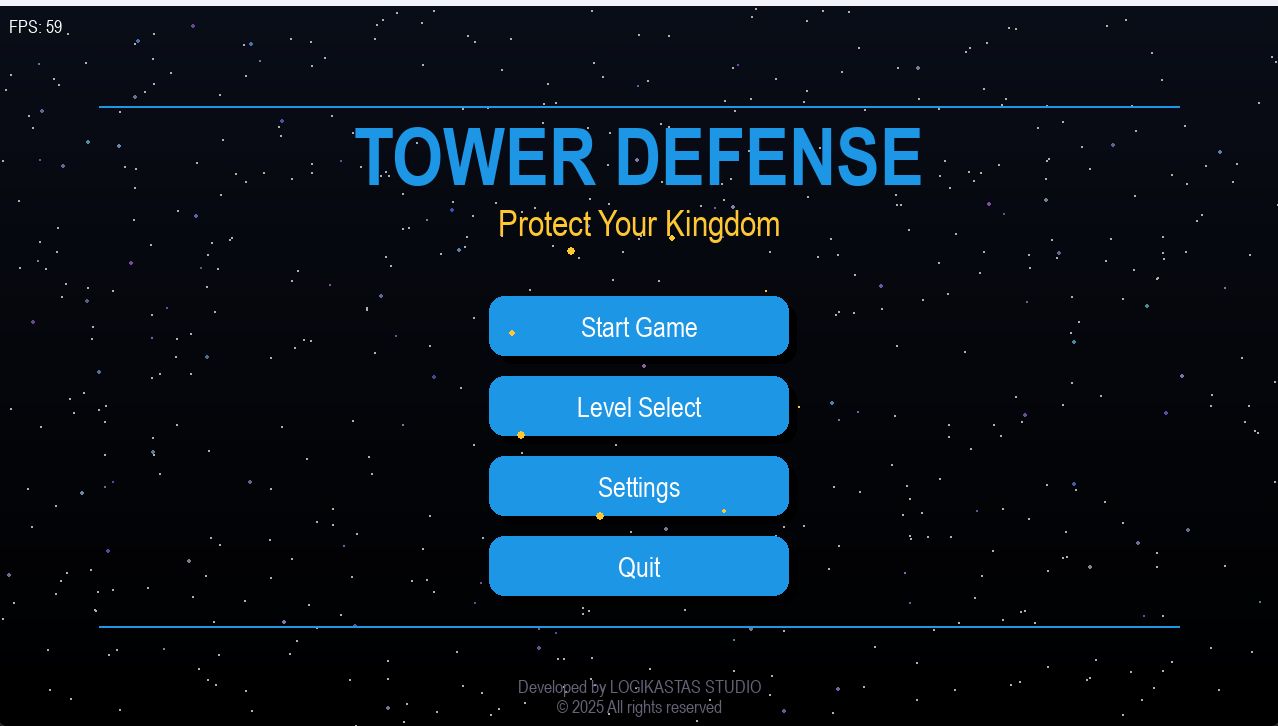 FPS: 59
TOWER DEFENSE
Protect Your Kingdom
Start Game
Level Select
Settings
Quit
Developed by LOGIKASTAS STUDIO
© 2025 All rights reserved